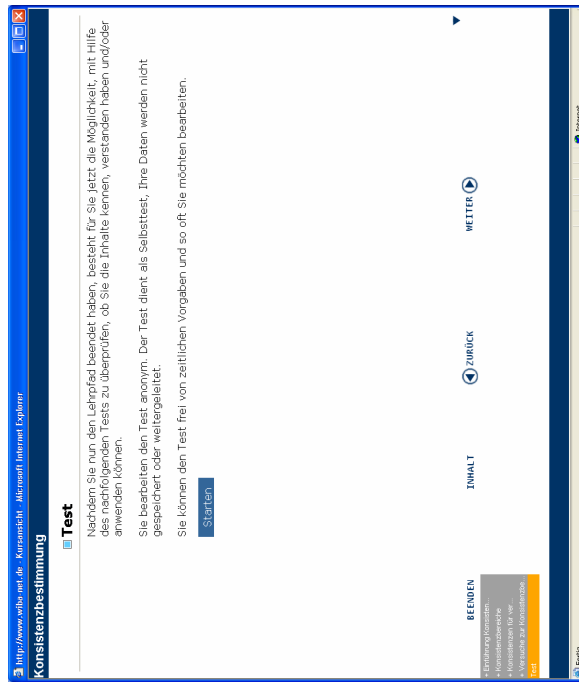 http://www.wiba-net.de - Kursansicht - Microsoft Internet Explorer
Konsistenzbestimmung
Test
Nachdem Sie nun den Lehrpfad beendet haben, besteht für Sie jetzt die Möglichkeit, mit Hilfe
des nachfolgenden Tests zu überprüfen, ob Sie die Inhalte kennen, verstanden haben und/oder
anwenden können.
Sie bearbeiten den Test anonym. Der Test dient als Selbsttest, Ihre Daten werden nicht
gespeichert oder weitergeleitet.
Sie können den Test frei von zeitlichen Vorgaben und so oft Sie möchten bearbeiten.
Starten
BEENDEN INHALT ZURÜCK WEITER
+ Einführung Konsisten...
+ Konsistenzbereiche
+ Konsistenzen für ver...
+ Versuche zur Konsistenzbe...
Test
Fertig Internet